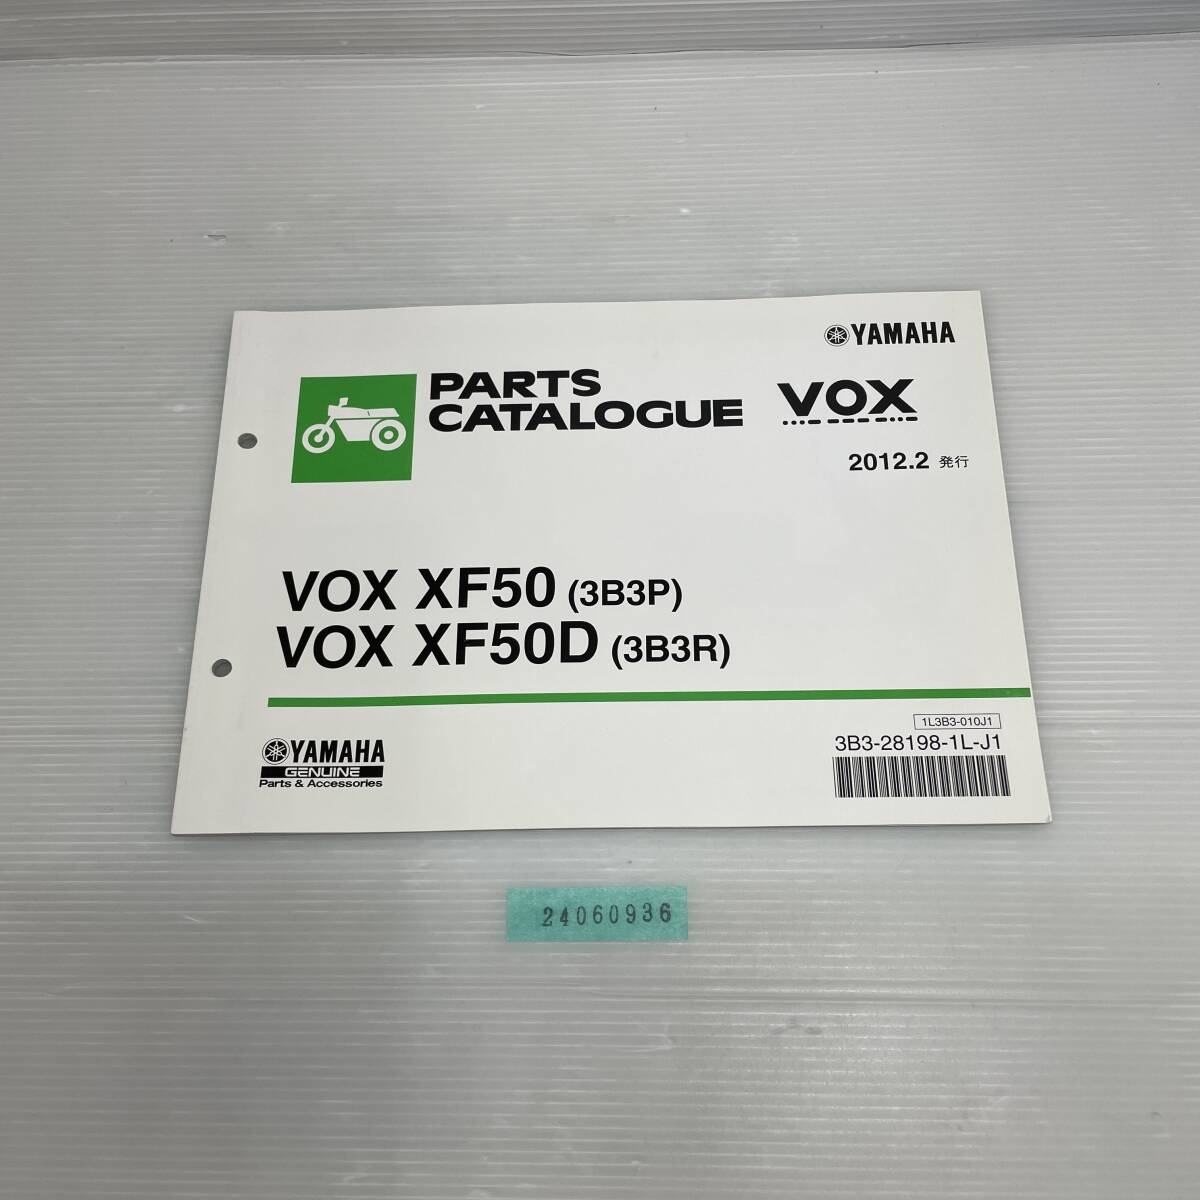 YAMAHA
PARTS
CATALOGUE
VOX
2012.2 発行
VOX XF50 (3B3P)
VOX XF50D (3B3R)
1L3B3-010J1
3B3-28198-1L-J1
YAMAHA
GENUINE
Parts & Accessories
24060936